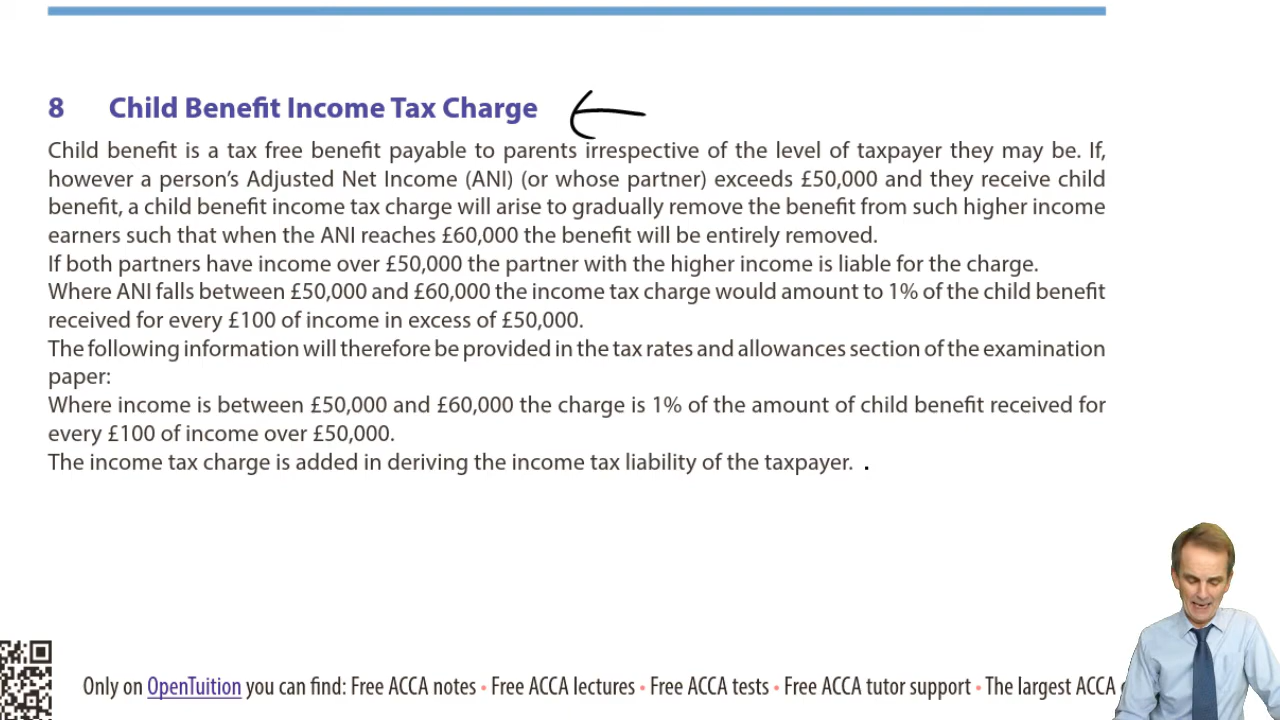 8 Child Benefit Income Tax Charge
Child benefit is a tax free benefit payable to parents irrespective of the level of taxpayer they may be. If,
however a person's Adjusted Net Income (ANI) (or whose partner) exceeds £50,000 and they receive child
benefit, a child benefit income tax charge will arise to gradually remove the benefit from such higher income
earners such that when the ANI reaches £60,000 the benefit will be entirely removed.
If both partners have income over £50,000 the partner with the higher income is liable for the charge.
Where ANI falls between £50,000 and £60,000 the income tax charge would amount to 1% of the child benefit
received for every £100 of income in excess of £50,000.
The following information will therefore be provided in the tax rates and allowances section of the examination
paper:
Where income is between £50,000 and £60,000 the charge is 1% of the amount of child benefit received for
every £100 of income over £50,000.
The income tax charge is added in deriving the income tax liability of the taxpayer.
Only on OpenTuition you can find: Free ACCA notes • Free ACCA lectures • Free ACCA tests • Free ACCA tutor support • The largest ACCA